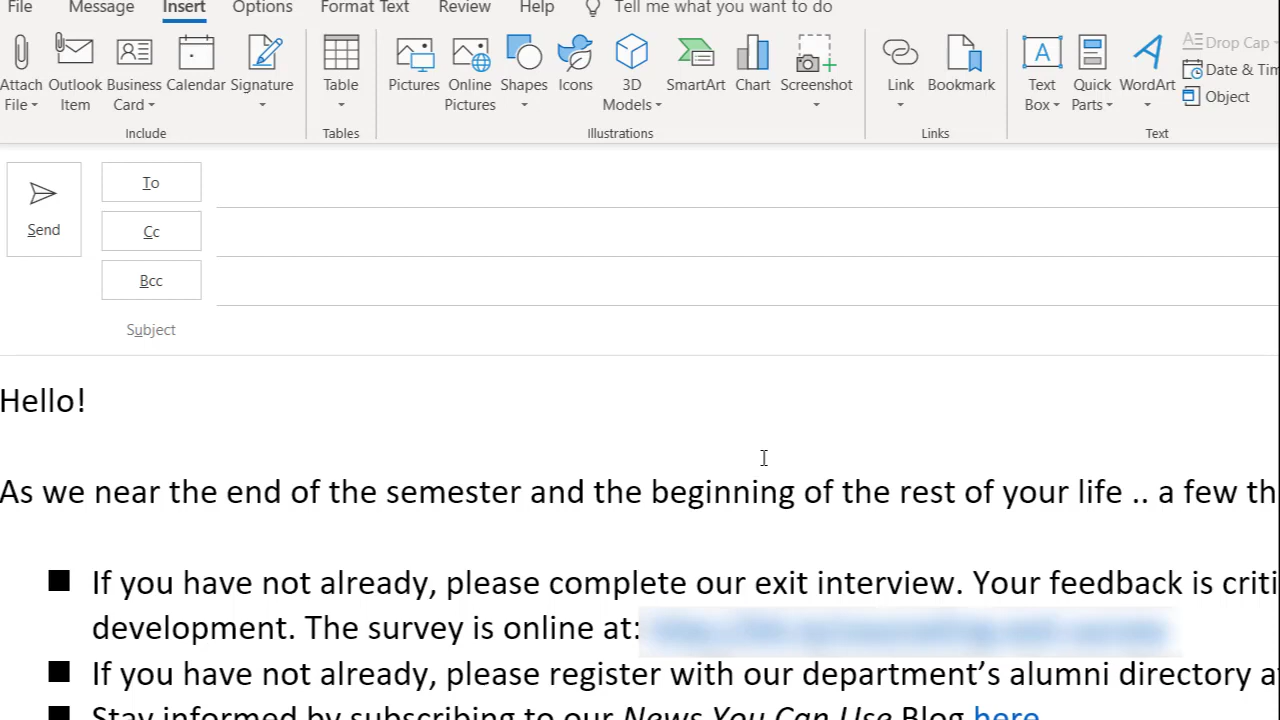 File Message Insert Options Format Text Review Help Tell me what you want to do
Attach File Outlook Item Business Card Calendar Signature Table Pictures Online Pictures Shapes Icons 3D Models SmartArt Chart Screenshot Link Bookmark Text Box Quick Parts WordArt Drop Cap
Date & Tim
Object
Include Tables Illustrations Links Text
Send
To
Cc
Bcc
Subject
Hello!
As we near the end of the semester and the beginning of the rest of your life .. a few th
If you have not already, please complete our exit interview. Your feedback is criti
development. The survey is online at:
If you have not already, please register with our department's alumni directory a
Stay informed by subscribing to our News You Can Use Blog here